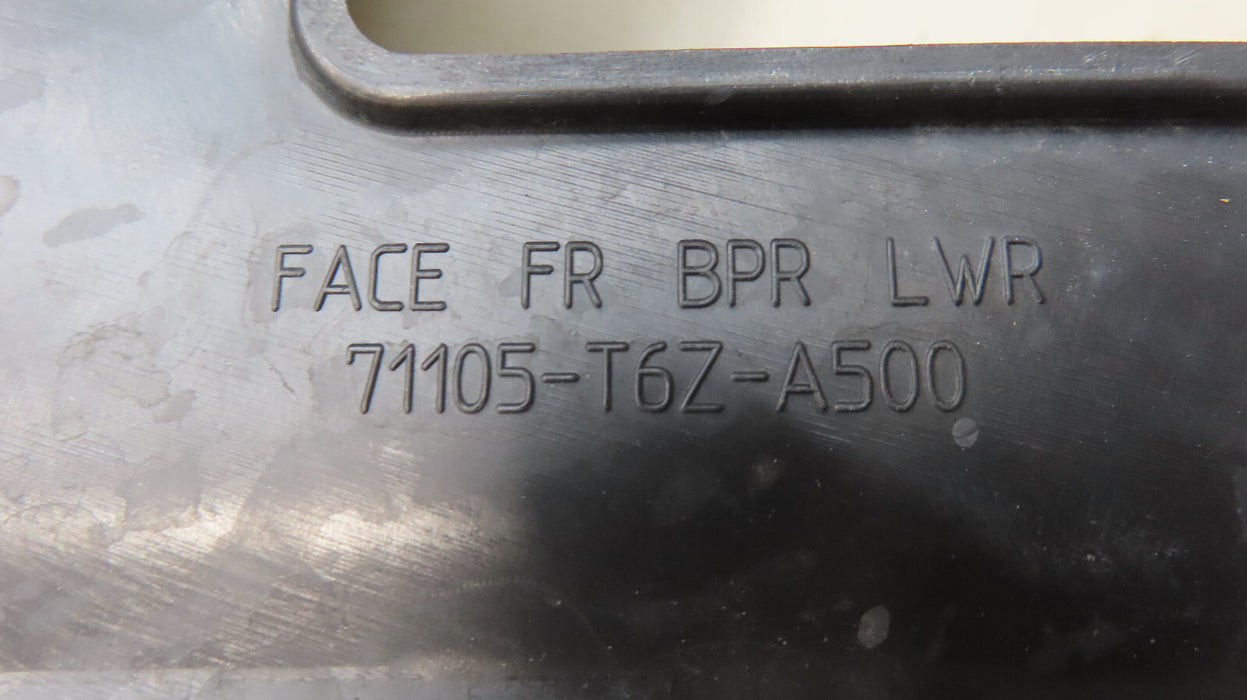 FACE FR BPR LWR
71105-T6Z-A500